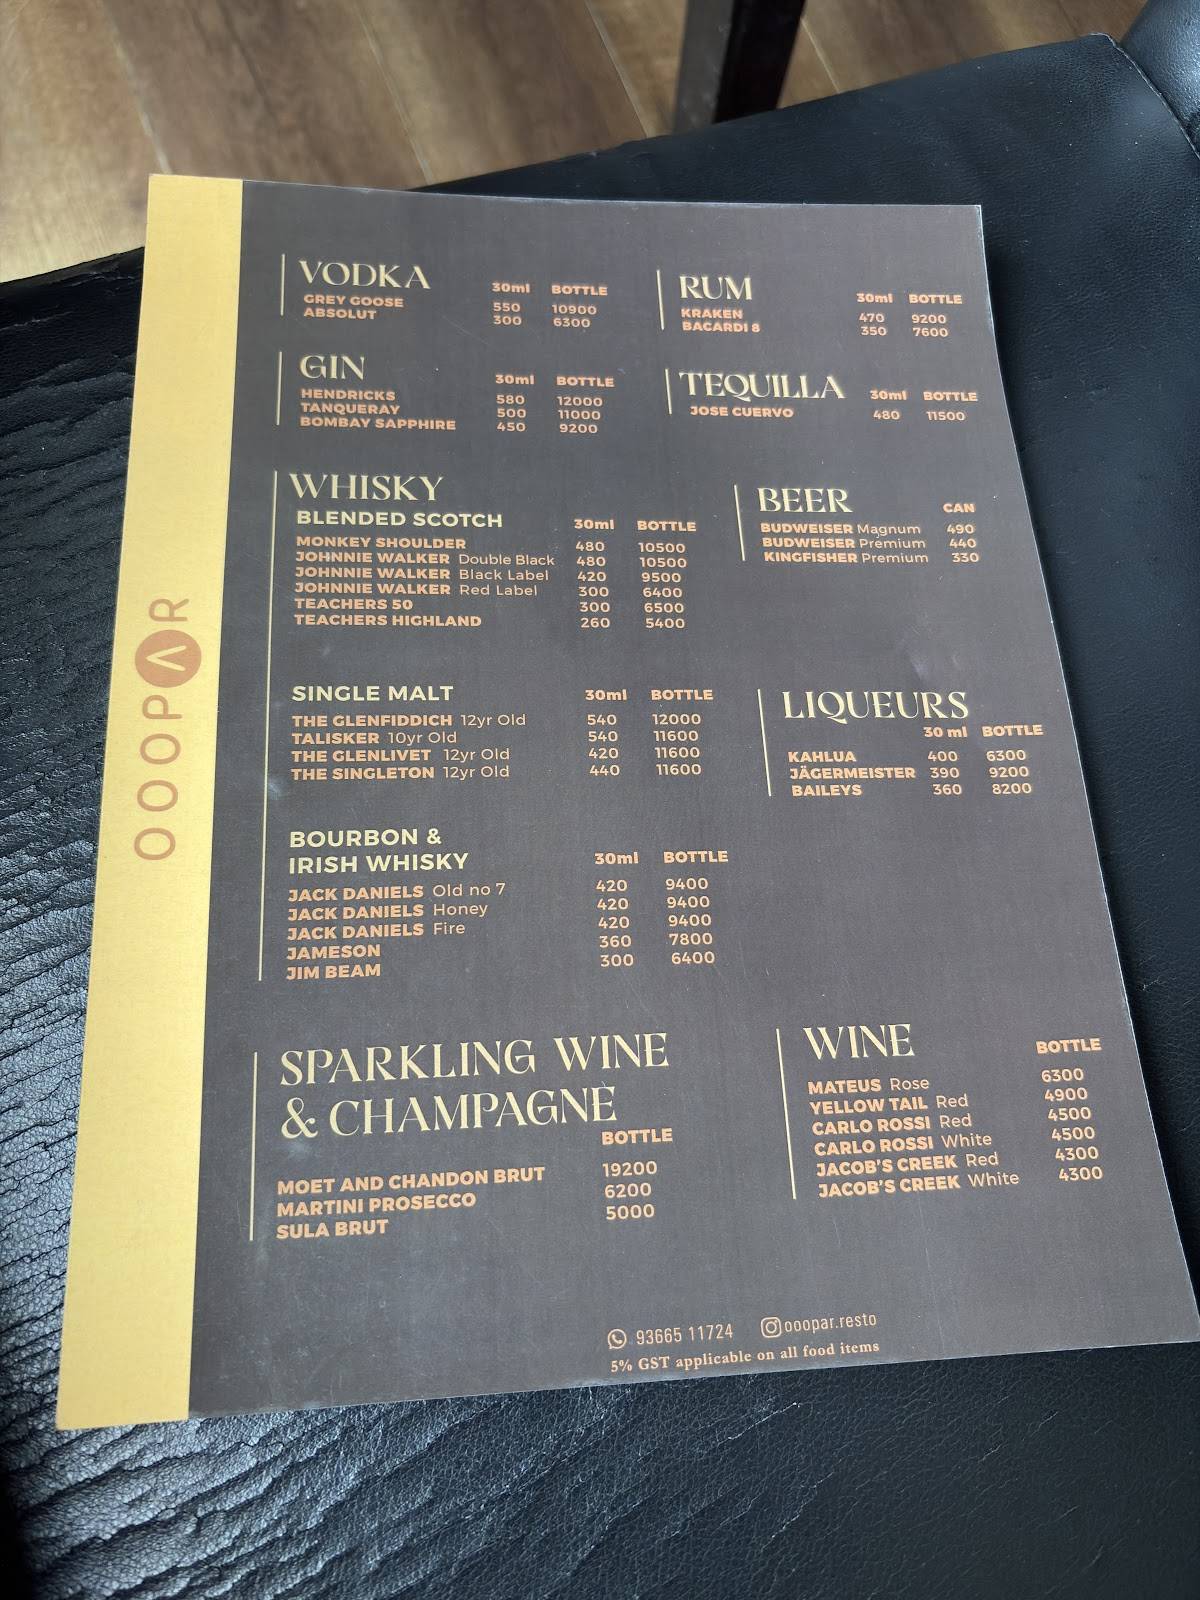 OOOPAR
VODKA 30ml BOTTLE
GREY GOOSE 550 10900
ABSOLUT 300 6300
RUM 30ml BOTTLE
KRAKEN 470 9200
BACARDI 8 350 7600
GIN 30ml BOTTLE
HENDRICKS 580 12000
TANQUERAY 500 11000
BOMBAY SAPPHIRE 450 9200
TEQUILLA 30ml BOTTLE
JOSE CUERVO 480 11500
WHISKY
BLENDED SCOTCH 30ml BOTTLE
MONKEY SHOULDER 480 10500
JOHNNIE WALKER Double Black 480 10500
JOHNNIE WALKER Black Label 420 9500
JOHNNIE WALKER Red Label 300 6400
TEACHERS 50 300 6500
TEACHERS HIGHLAND 260 5400
BEER CAN
BUDWEISER Magnum 490
BUDWEISER Premium 440
KINGFISHER Premium 330
SINGLE MALT 30ml BOTTLE
THE GLENFIDDICH 12yr Old 540 12000
TALISKER 10yr Old 540 11600
THE GLENLIVET 12yr Old 420 11600
THE SINGLETON 12yr Old 440 11600
LIQUEURS
30 ml BOTTLE
KAHLUA 400 6300
JÄGERMEISTER 390 9200
BAILEYS 360 8200
BOURBON &
IRISH WHISKY 30ml BOTTLE
JACK DANIELS Old no 7 420 9400
JACK DANIELS Honey 420 9400
JACK DANIELS Fire 420 9400
JAMESON 360 7800
JIM BEAM 300 6400
SPARKLING WINE
& CHAMPAGNE
BOTTLE
MOET AND CHANDON BRUT 19200
MARTINI PROSECCO 6200
SULA BRUT 5000
WINE BOTTLE
MATEUS Rose 6300
YELLOW TAIL Red 4900
CARLO ROSSI Red 4500
CARLO ROSSI White 4500
JACOB'S CREEK Red 4300
JACOB'S CREEK White 4300
93665 11724 ooopar.resto
5% GST applicable on all food items